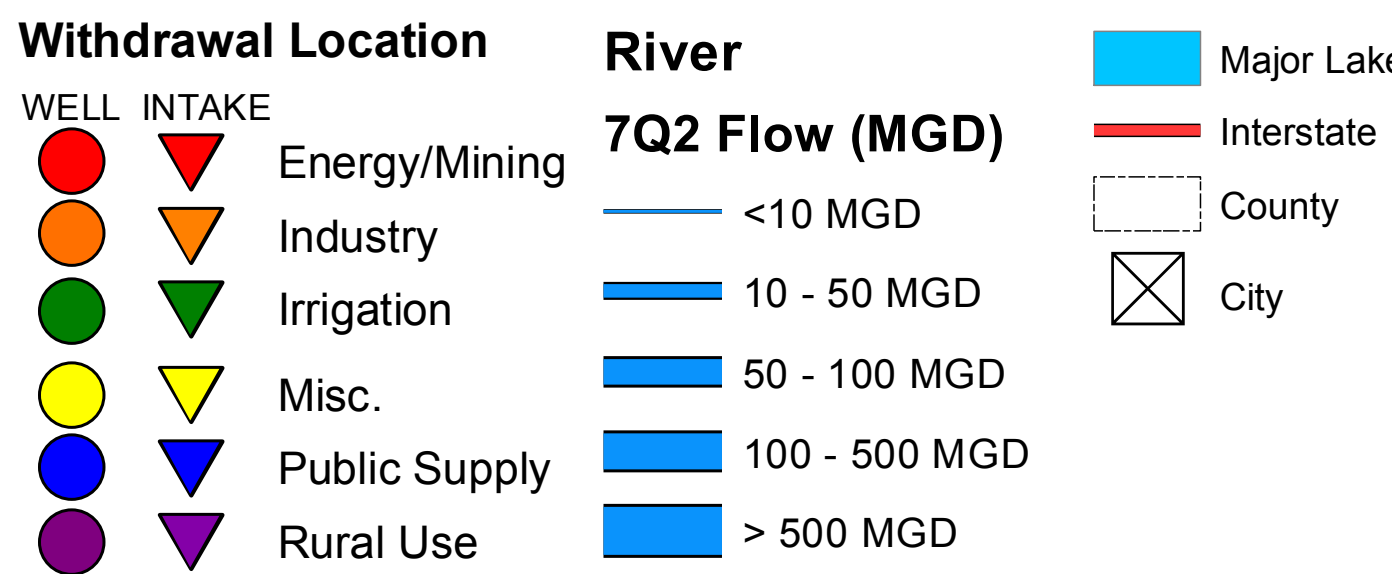 Withdrawal Location
WELL INTAKE
Energy/Mining
Industry
Irrigation
Misc.
Public Supply
Rural Use
River
7Q2 Flow (MGD)
<10 MGD
10 - 50 MGD
50 - 100 MGD
100 - 500 MGD
> 500 MGD
Major Lake
Interstate
County
City